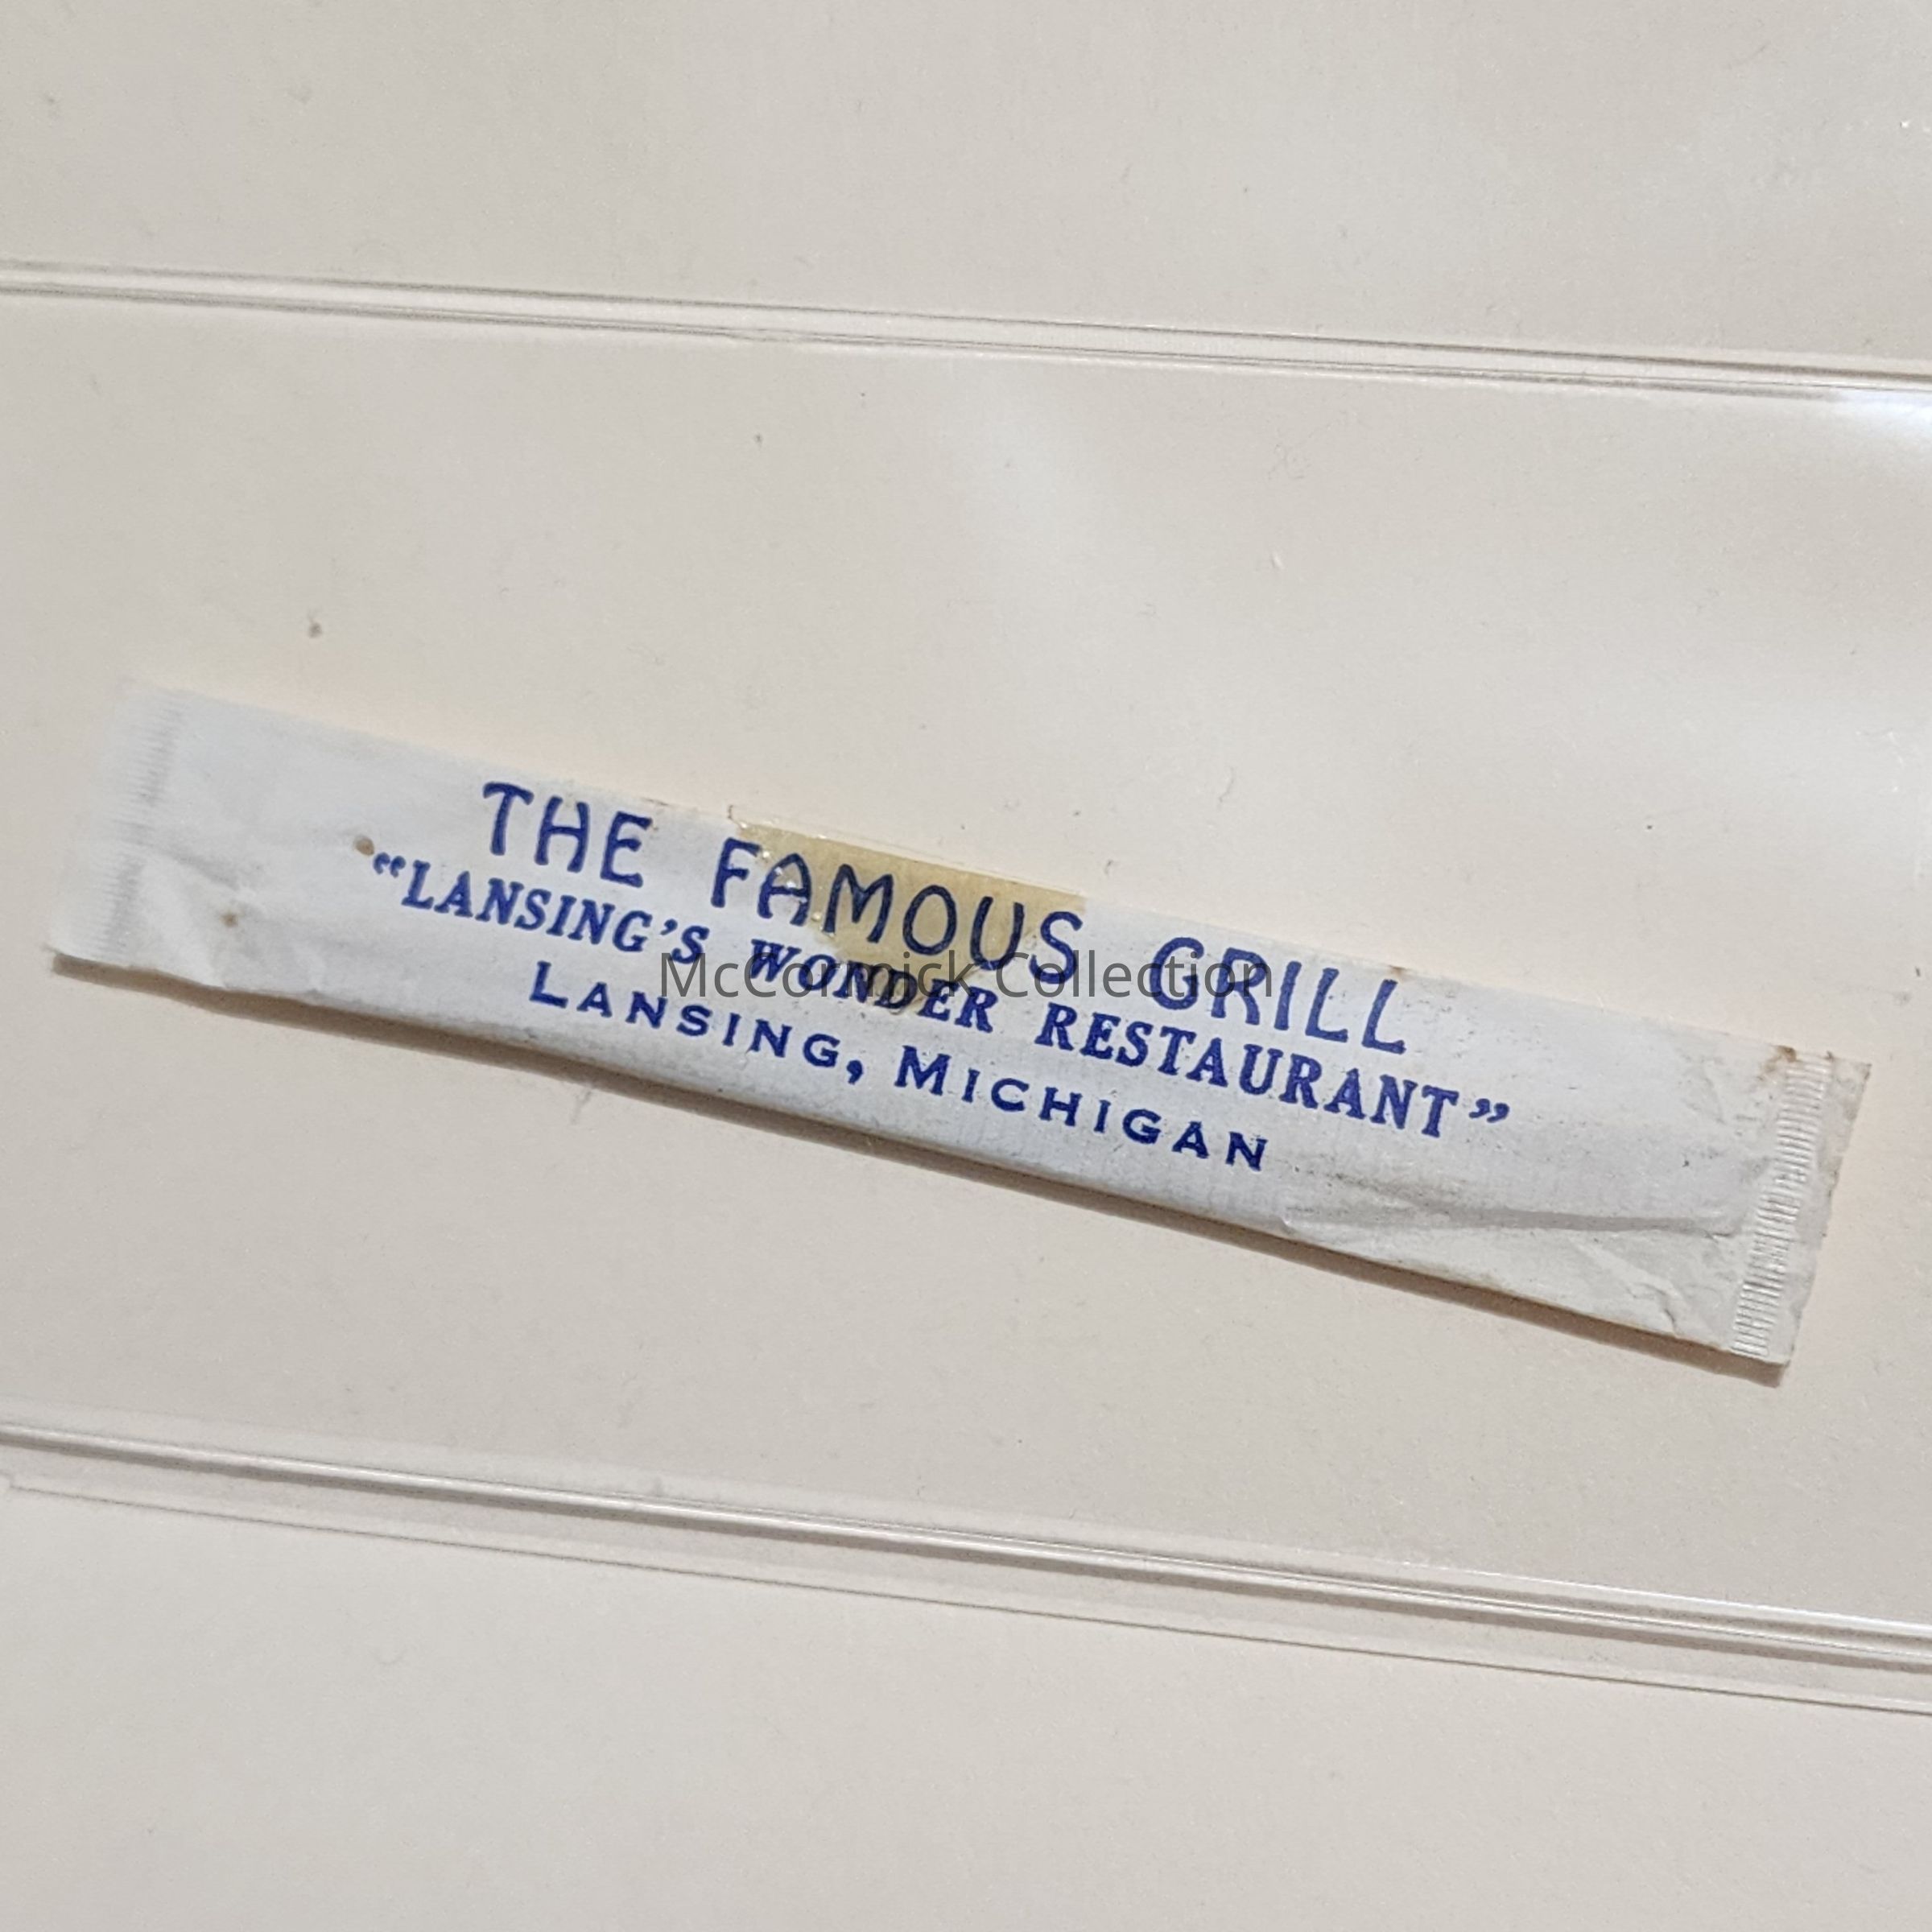 THE FAMOUS GRILL
“LANSING’S WONDER RESTAURANT”
LANSING, MICHIGAN
McCormick Collection